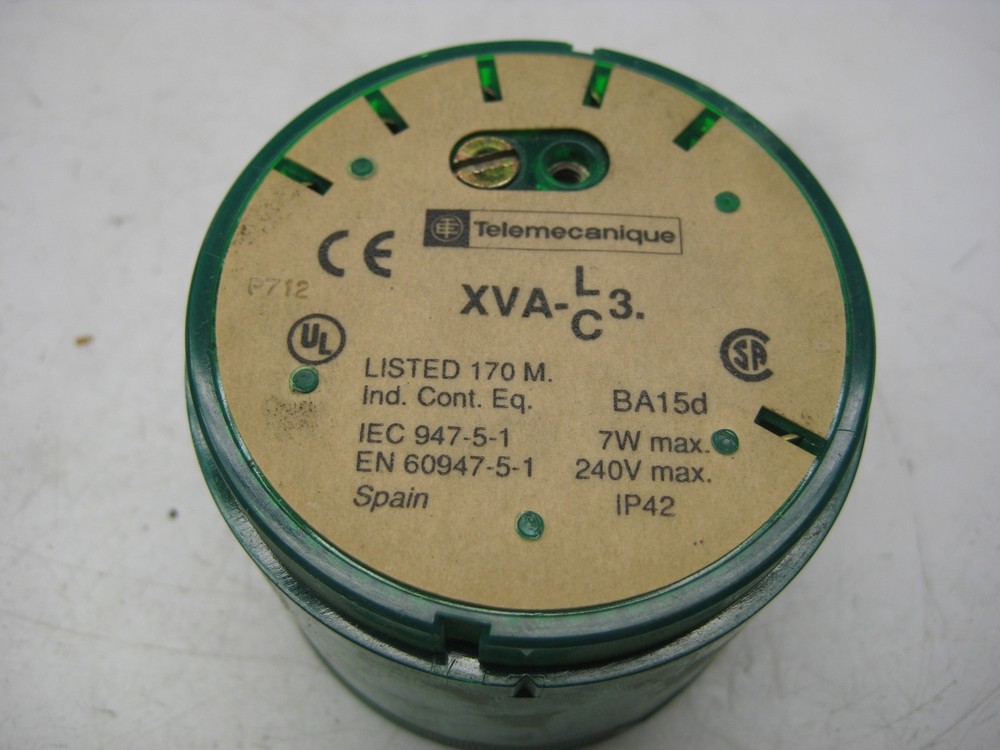 Telemecanique
CE
XVA-L/C3.
P712
UL
SA
LISTED 170 M.
Ind. Cont. Eq.
BA15d
IEC 947-5-1
7W max.
EN 60947-5-1
240V max.
Spain
IP42